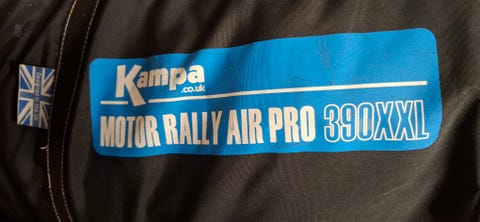 Kampa
.co.uk
MOTOR RALLY AIR PRO 390XXL